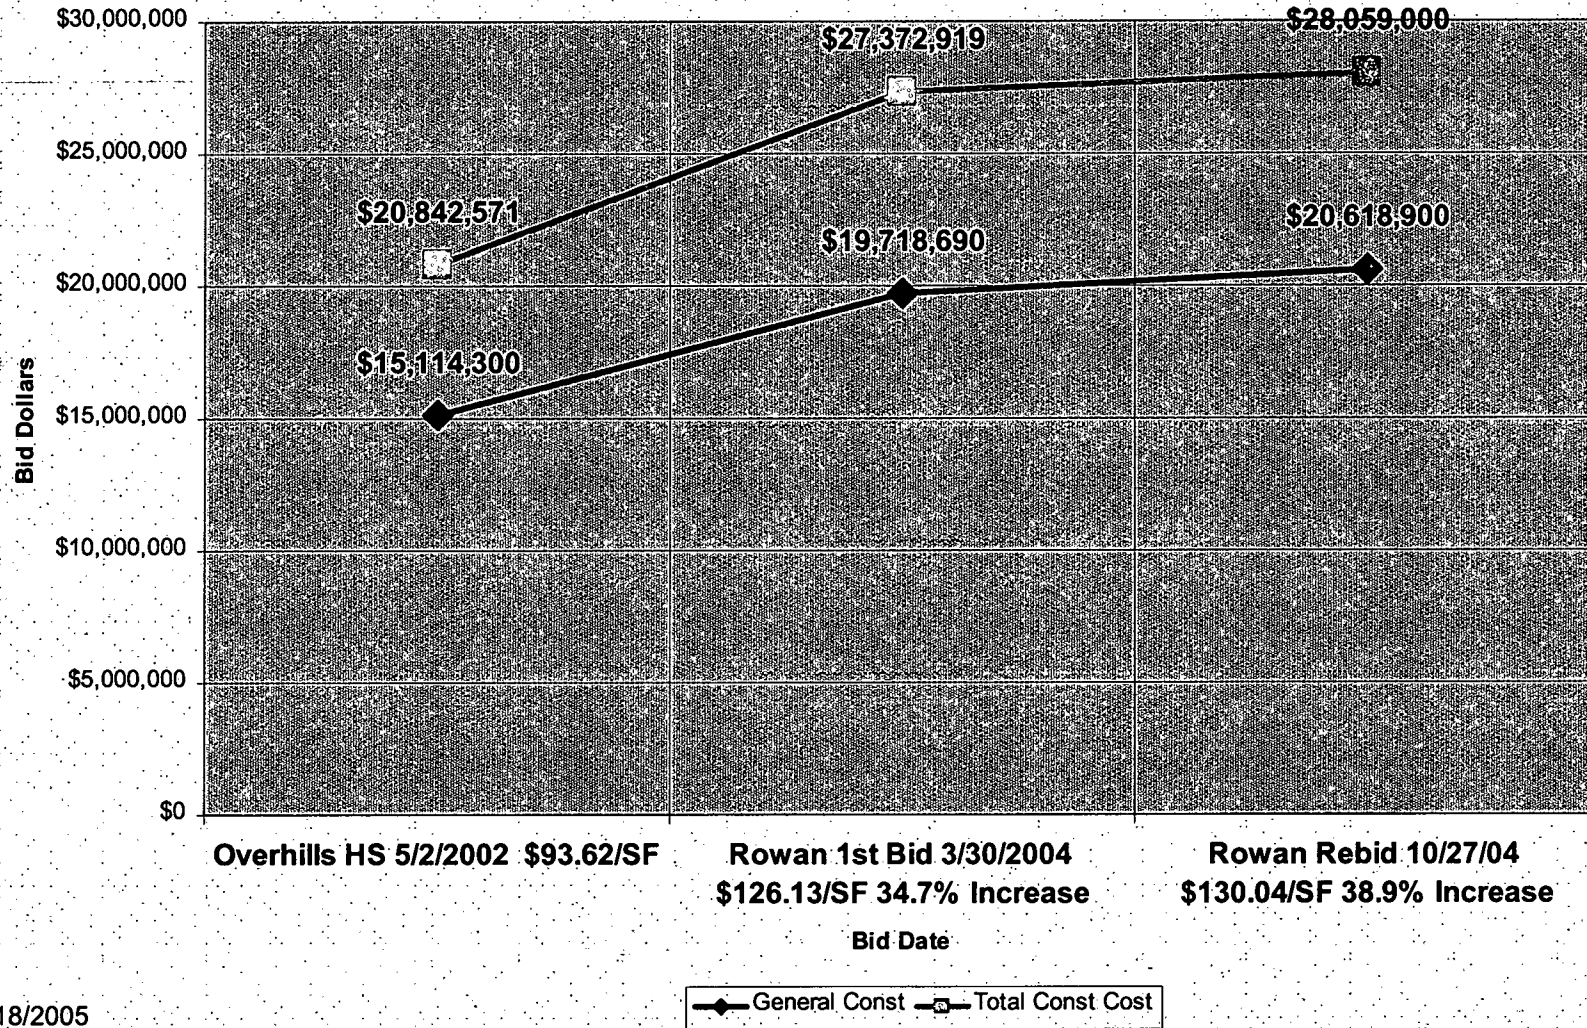 $30,000,000
$25,000,000
$20,000,000
$15,000,000
$10,000,000
$5,000,000
$0
Bid Dollars
$20,842,571
$27,372,919
$28,059,000
$15,114,300
$19,718,690
$20,618,900
Overhills HS 5/2/2002 $93.62/SF
Rowan 1st Bid 3/30/2004
$126.13/SF 34.7% Increase
Rowan Rebid 10/27/04
$130.04/SF 38.9% Increase
Bid Date
General Const
Total Const Cost
18/2005